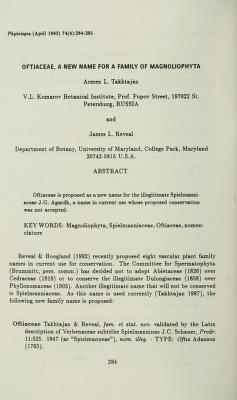 Phytologia (April 1993) 74(4):284-285.
OFTIACEAE, A NEW NAME FOR A FAMILY OF MAGNOLIOPHYTA
Armen L. Takhtajan
V.L. Komarov Botanical Institute, Prof. Popov Street, 197022 St.
Petersburg, RUSSIA
and
James L. Reveal
Department of Botany, University of Maryland, College Park, Maryland
20742-5815 U.S.A.
ABSTRACT
Oftiaceae is proposed as a new name for the illegitimate Spielmanni-
aceae J.G. Agardh, a name in current use whose proposed conservation
was not accepted.
KEY WORDS: Magnoliophyta, Spielmanniaceae, Oftiaceae, nomen-
clature
Reveal & Hoogland (1992) recently proposed eight vascular plant family
names in current use for conservation. The Committee for Spermatophyta
(Brummitt, pers. comm.) has decided not to adopt Abietaceae (1820) over
Cedraceae (1818) or to conserve the illegitimate Dulongiaceae (1858) over
Phyllonomaceae (1905). Another illegitimate name that will not be conserved
is Spielmanniaceae. As this name is used currently (Takhtajan 1987), the
following new family name is proposed:
Oftiaceae Takhtajan & Reveal, fam. et stat. nov. validated by the Latin
description of Verbenaceae subtribe Spielmanninae J.C. Schauer, Prodr.
11:525. 1847 (as "Spielmanneae"), nom. illeg. - TYPE: Oftia Adanson
(1763).
284